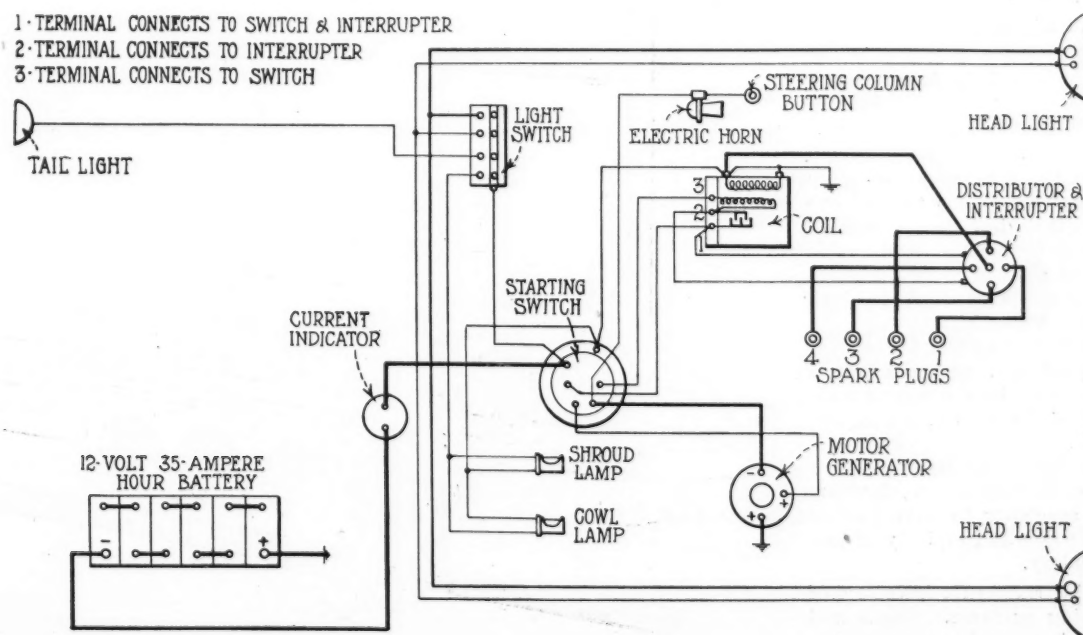 1-TERMINAL CONNECTS TO SWITCH & INTERRUPTER
2-TERMINAL CONNECTS TO INTERRUPTER
3-TERMINAL CONNECTS TO SWITCH
TAIL LIGHT
LIGHT
SWITCH
STEERING COLUMN
BUTTON
ELECTRIC HORN
HEAD LIGHT
3
2
1
COIL
DISTRIBUTOR &
INTERRUPTER
STARTING
SWITCH
CURRENT
INDICATOR
4 3 2 1
SPARK PLUGS
12-VOLT 35-AMPERE
HOUR BATTERY
- +
SHROUD
LAMP
COWL
LAMP
MOTOR
GENERATOR
-
+
+
HEAD LIGHT